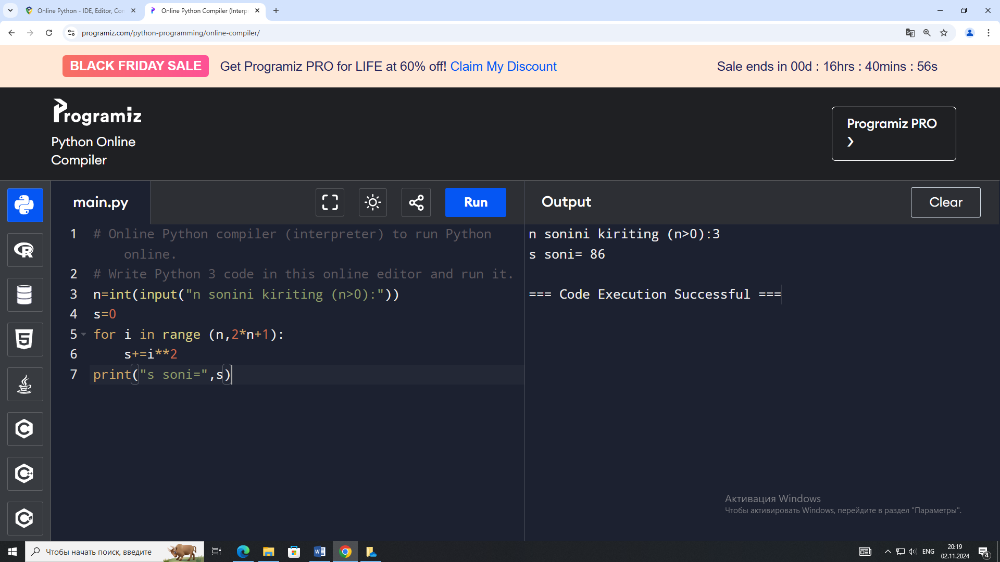 Online Python - IDE, Editor, Con
Online Python Compiler (Interp
programiz.com/python-programming/online-compiler/
BLACK FRIDAY SALE Get Programiz PRO for LIFE at 60% off! Claim My Discount Sale ends in 00d : 16hrs : 40mins : 56s
Programiz
Python Online
Compiler
Programiz PRO
❯
main.py
Run
Output
Clear
1 # Online Python compiler (interpreter) to run Python
online.
2 # Write Python 3 code in this online editor and run it.
3 n=int(input("n sonini kiriting (n>0):"))
4 s=0
5 for i in range (n,2*n+1):
6 s+=i**2
7 print("s soni=",s)
n sonini kiriting (n>0):3
s soni= 86
=== Code Execution Successful ===
Активация Windows
Чтобы активировать Windows, перейдите в раздел "Параметры".
Чтобы начать поиск, введите
ENG
20:19
02.11.2024
4